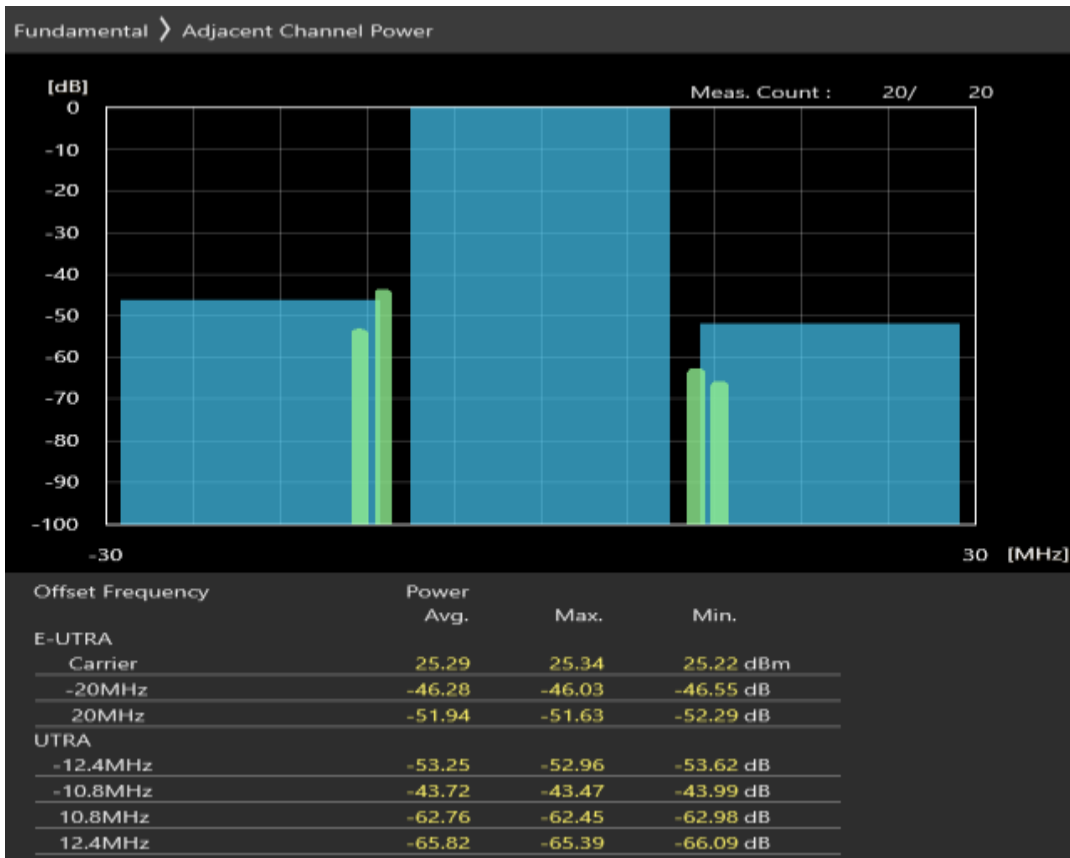 Fundamental 〉 Adjacent Channel Power
[dB]
Meas. Count : 20/ 20
0
-10
-20
-30
-40
-50
-60
-70
-80
-90
-100
-30 30 [MHz]
Offset Frequency Power
Avg. Max. Min.
E-UTRA
Carrier 25.29 25.34 25.22 dBm
-20MHz -46.28 -46.03 -46.55 dB
20MHz -51.94 -51.63 -52.29 dB
UTRA
-12.4MHz -53.25 -52.96 -53.62 dB
-10.8MHz -43.72 -43.47 -43.99 dB
10.8MHz -62.76 -62.45 -62.98 dB
12.4MHz -65.82 -65.39 -66.09 dB